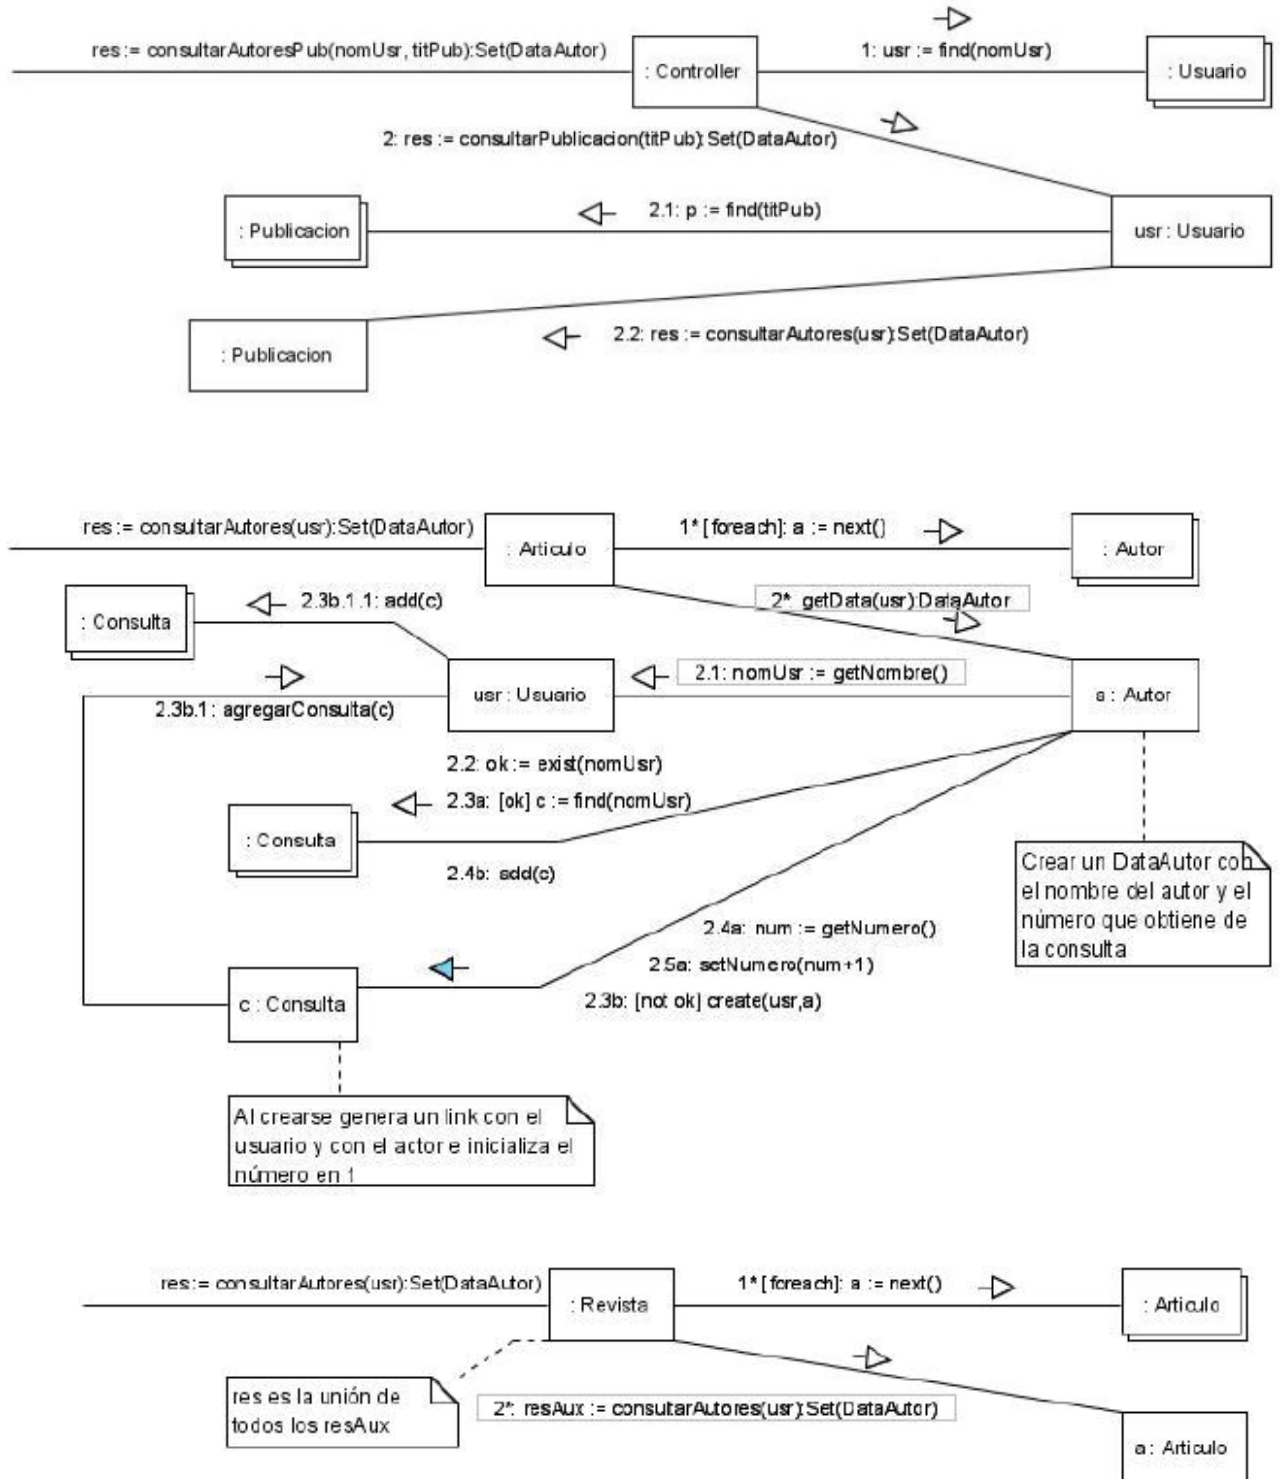 res := consultarAutoresPub(nomUsr, titPub):Set(DataAutor)
: Controller
1: usr := find(nomUsr)
: Usuario
2: res := consultarPublicacion(titPub):Set(DataAutor)
: Publicacion
2.1: p := find(titPub)
usr : Usuario
: Publicacion
2.2: res := consultarAutores(usr):Set(DataAutor)
res := consultarAutores(usr):Set(DataAutor)
: Articulo
1* [foreach]: a := next()
: Autor
: Consulta
2.3b.1.1: add(c)
2*: getData(usr):DataAutor
2.3b.1: agregarConsulta(c)
usr : Usuario
2.1: nomUsr := getNombre()
a : Autor
2.2: ok := exist(nomUsr)
2.3a: [ok] c := find(nomUsr)
: Consulta
2.4b: add(c)
Crear un DataAutor con
el nombre del autor y el
número que obtiene de
la consulta
2.4a: num := getNumero()
2.5a: setNumero(num+1)
2.3b: [not ok] create(usr,a)
c : Consulta
Al crearse genera un link con el
usuario y con el actor e inicializa el
número en 1
res := consultarAutores(usr):Set(DataAutor)
: Revista
1* [foreach]: a := next()
: Articulo
res es la unión de
todos los resAux
2*: resAux := consultarAutores(usr):Set(DataAutor)
a : Articulo